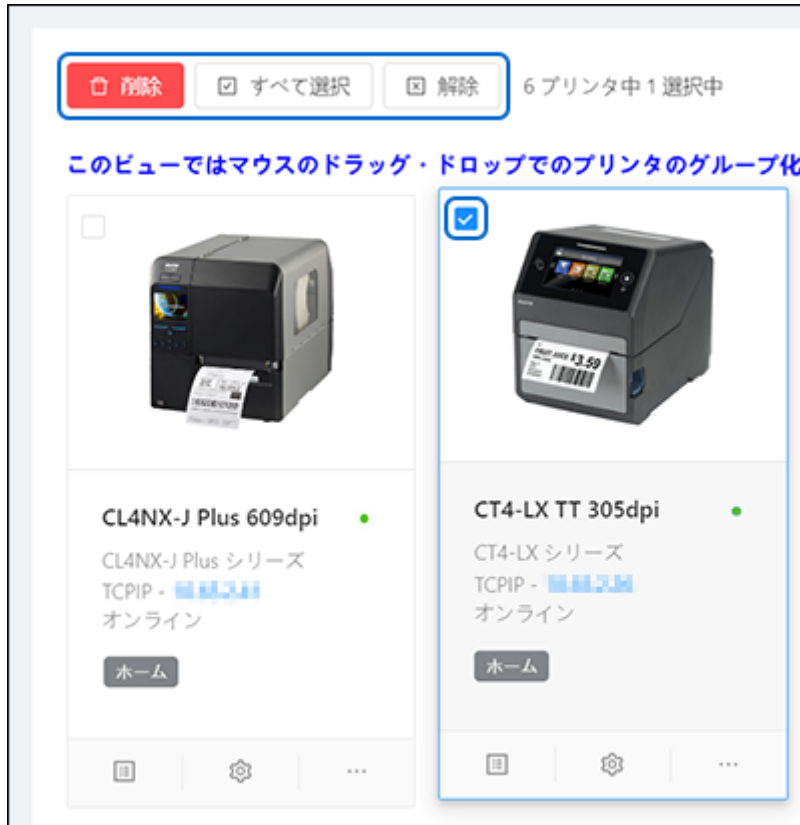 削除 すべて選択 解除 6 プリンタ中 1 選択中
このビューではマウスのドラッグ・ドロップでのプリンタのグループ化
CL4NX-J Plus 609dpi
CL4NX-J Plus シリーズ
TCPIP -
オンライン
ホーム
FRUIT JUICE $3.59
CT4-LX TT 305dpi
CT4-LX シリーズ
TCPIP -
オンライン
ホーム